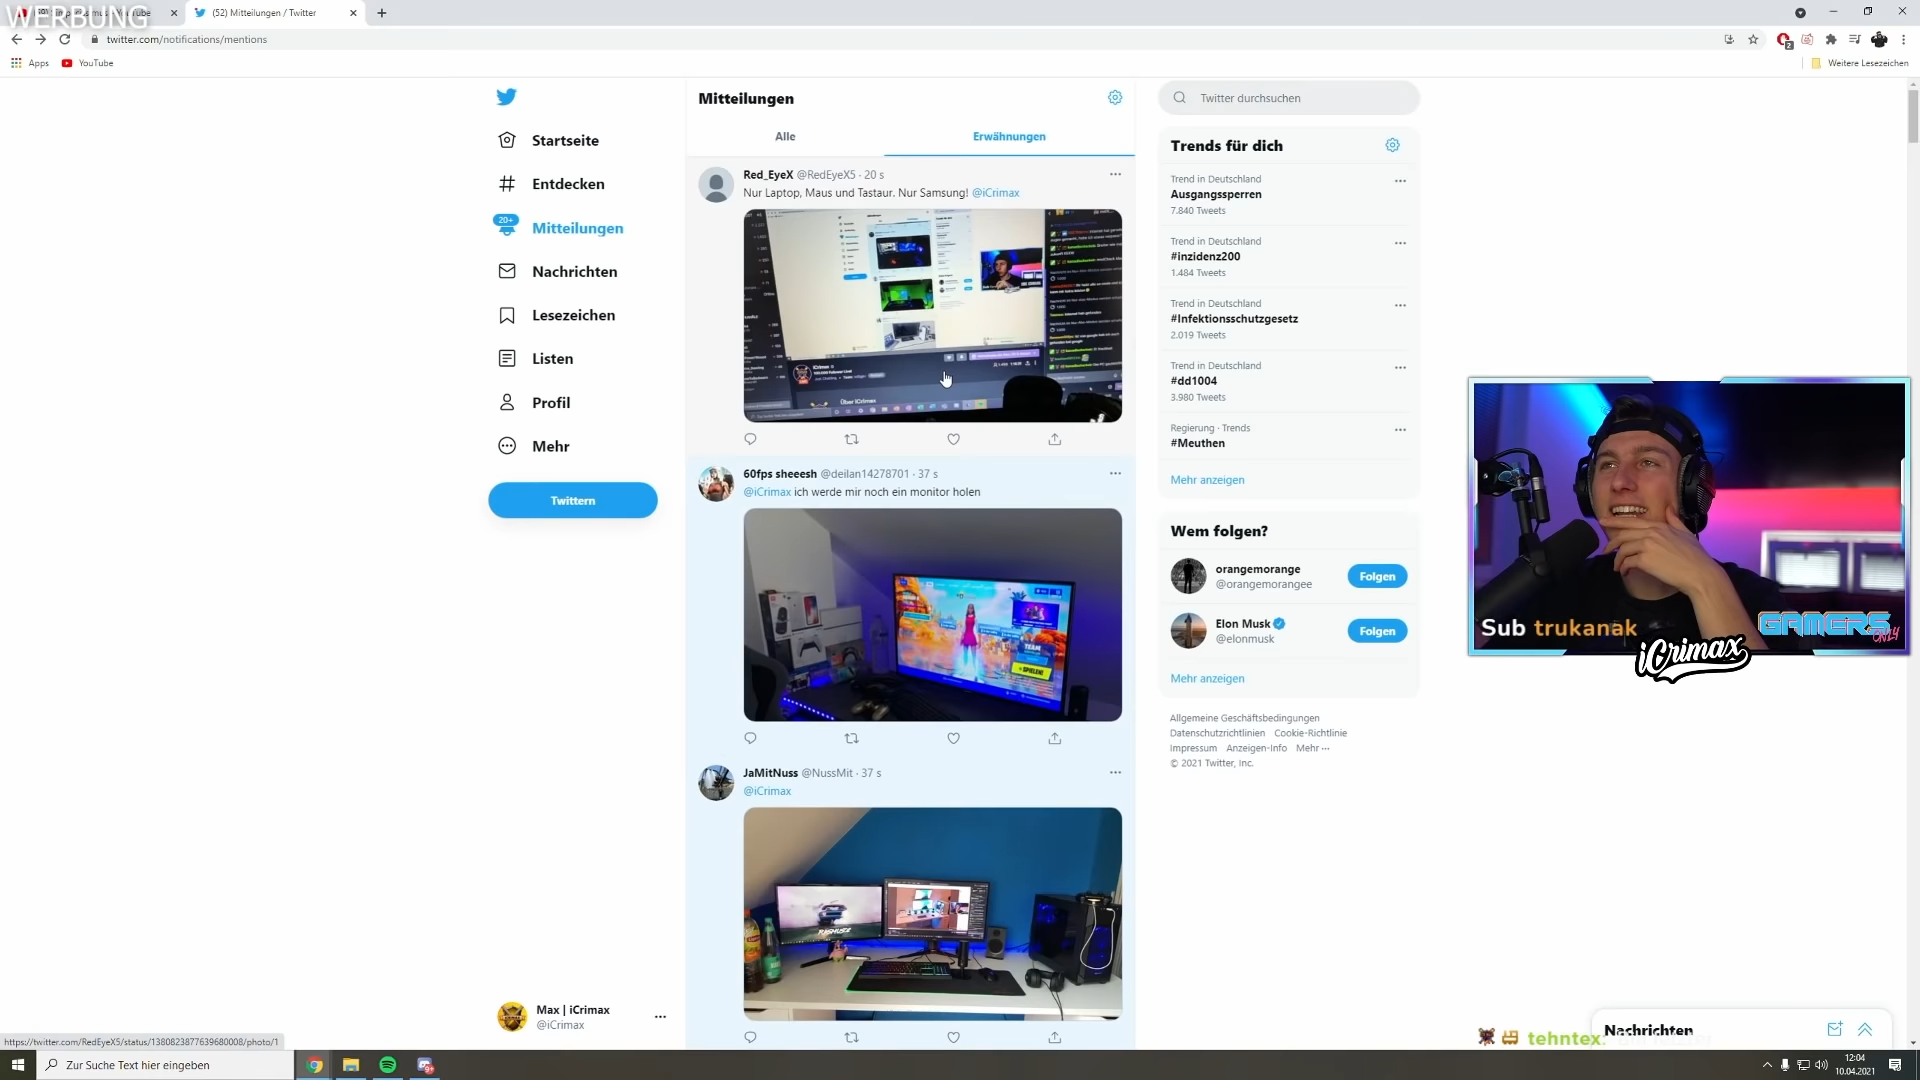 WERBUNG
(52) Mitteilungen / Twitter
twitter.com/notifications/mentions
Apps
YouTube
Weitere Lesezeichen
Startseite
Entdecken
20+
Mitteilungen
Nachrichten
Lesezeichen
Listen
Profil
Mehr
Twittern
Max | iCrimax
@iCrimax
Mitteilungen
Alle
Erwähnungen
Red_EyeX @RedEyeX5 · 20 s
Nur Laptop, Maus und Tastaur. Nur Samsung! @iCrimax
60fps sheeesh @deilan14278701 · 37 s
@iCrimax ich werde mir noch ein monitor holen
JaMitNuss @NussMit · 37 s
@iCrimax
Twitter durchsuchen
Trends für dich
Trend in Deutschland
Ausgangssperren
7.840 Tweets
Trend in Deutschland
#inzidenz200
1.484 Tweets
Trend in Deutschland
#Infektionsschutzgesetz
2.019 Tweets
Trend in Deutschland
#dd1004
3.980 Tweets
Regierung · Trends
#Meuthen
Mehr anzeigen
Wem folgen?
orangemorange
@orangemorangee
Folgen
Elon Musk
@elonmusk
Folgen
Mehr anzeigen
Allgemeine Geschäftsbedingungen
Datenschutzrichtlinien Cookie-Richtlinie
Impressum Anzeigen-Info Mehr ···
© 2021 Twitter, Inc.
Sub trukanak
GAMERS
ONLY
iCrimax
Nachrichten
tehntex:
https://twitter.com/RedEyeX5/status/1380823877639680008/photo/1
Zur Suche Text hier eingeben
12:04
10.04.2021